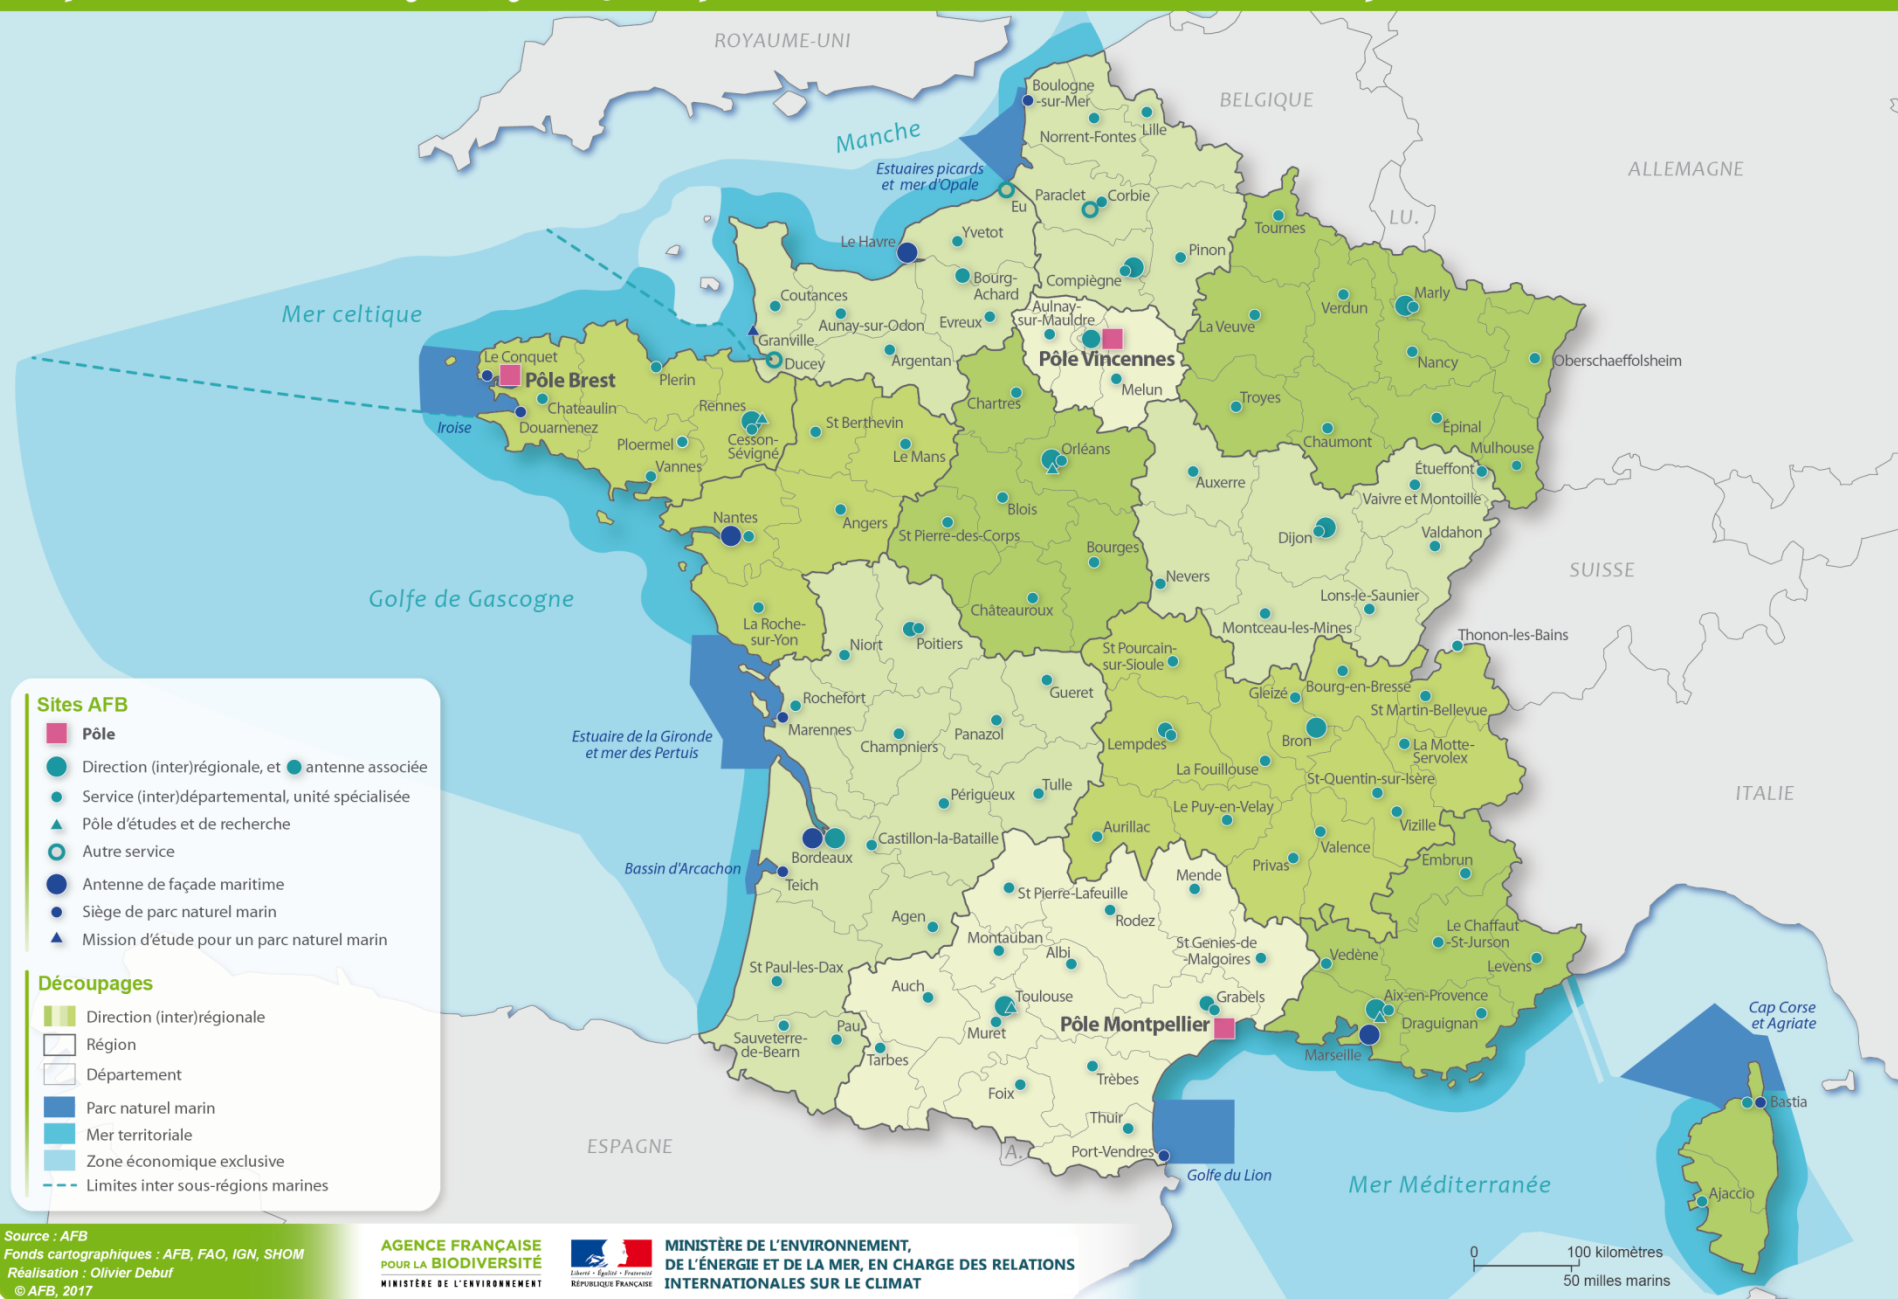 ROYAUME-UNI
BELGIQUE
ALLEMAGNE
LU.
SUISSE
ITALIE
ESPAGNE
A.
Manche
Mer celtique
Golfe de Gascogne
Mer Méditerranée
Estuaires picards
et mer d'Opale
Iroise
Estuaire de la Gironde
et mer des Pertuis
Bassin d'Arcachon
Golfe du Lion
Cap Corse
et Agriate
Boulogne
-sur-Mer
Norrent-Fontes
Lille
Eu
Paraclet
Corbie
Pinon
Compiègne
Le Havre
Yvetot
Bourg-
Achard
Evreux
Coutances
Aunay-sur-Odon
Granville
Ducey
Argentan
Aulnay-
sur-Mauldre
Pôle Vincennes
Melun
Tournes
La Veuve
Verdun
Marly
Nancy
Oberschaeffolsheim
Troyes
Chaumont
Épinal
Mulhouse
Le Conquet
Pôle Brest
Chateaulin
Douarnenez
Plerin
Rennes
Cesson-
Sévigné
Ploermel
Vannes
St Berthevin
Le Mans
Nantes
Angers
La Roche-
sur-Yon
Chartres
Orléans
Blois
St Pierre-des-Corps
Bourges
Châteauroux
Auxerre
Étueffont
Vaivre et Montoille
Dijon
Valdahon
Nevers
Lons-le-Saunier
Montceau-les-Mines
Thonon-les-Bains
Niort
Poitiers
Gueret
Rochefort
Marennes
Champniers
Panazol
Périgueux
Tulle
Bordeaux
Castillon-la-Bataille
Teich
Agen
St Paul-les-Dax
Sauveterre-
de-Bearn
Pau
St Pourcain-
sur-Sioule
Gleizé
Bourg-en-Bresse
St Martin-Bellevue
Lempdes
Bron
La Motte-
Servolex
La Fouillouse
St-Quentin-sur-Isère
Le Puy-en-Velay
Vizille
Aurillac
Valence
Privas
St Pierre-Lafeuille
Mende
Rodez
Montauban
Albi
St Genies-de
-Malgoires
Auch
Toulouse
Muret
Grabels
Pôle Montpellier
Tarbes
Foix
Trèbes
Thuir
Port-Vendres
Embrun
Le Chaffaut
-St-Jurson
Vedène
Levens
Aix-en-Provence
Draguignan
Marseille
Bastia
Ajaccio
Sites AFB
Pôle
Direction (inter)régionale, et antenne associée
Service (inter)départemental, unité spécialisée
Pôle d'études et de recherche
Autre service
Antenne de façade maritime
Siège de parc naturel marin
Mission d'étude pour un parc naturel marin
Découpages
Direction (inter)régionale
Région
Département
Parc naturel marin
Mer territoriale
Zone économique exclusive
Limites inter sous-régions marines
Source : AFB
Fonds cartographiques : AFB, FAO, IGN, SHOM
Réalisation : Olivier Debuf
© AFB, 2017
AGENCE FRANÇAISE
POUR LA BIODIVERSITÉ
MINISTÈRE DE L'ENVIRONNEMENT
Liberté • Égalité • Fraternité
RÉPUBLIQUE FRANÇAISE
MINISTÈRE DE L'ENVIRONNEMENT,
DE L'ÉNERGIE ET DE LA MER, EN CHARGE DES RELATIONS
INTERNATIONALES SUR LE CLIMAT
0 100 kilomètres
50 milles marins